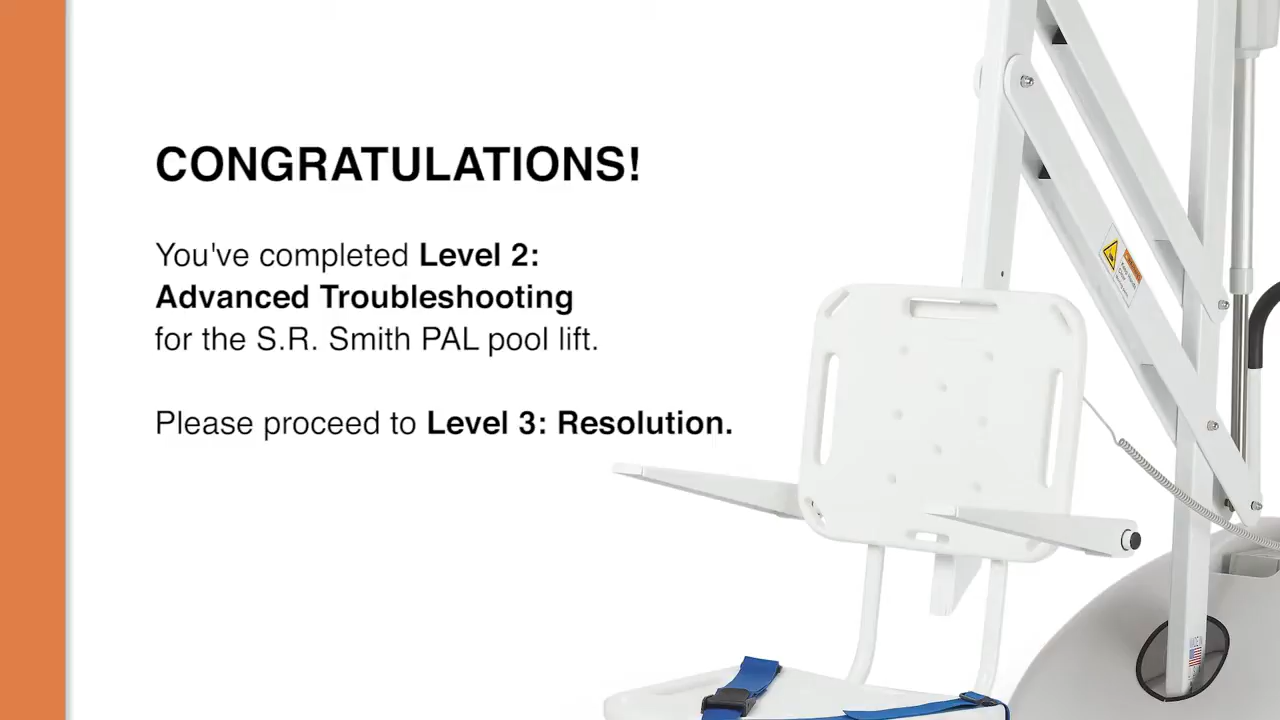 CONGRATULATIONS!
You've completed Level 2:
Advanced Troubleshooting
for the S.R. Smith PAL pool lift.
Please proceed to Level 3: Resolution.